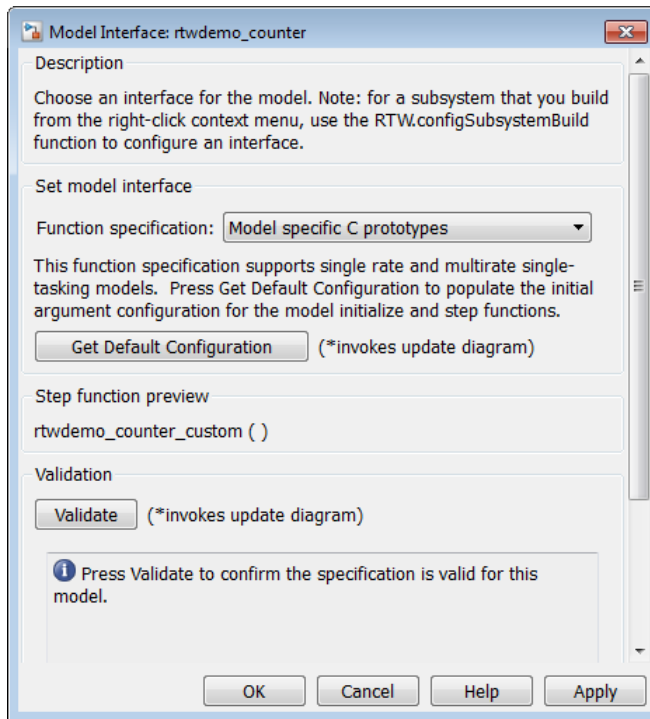 Model Interface: rtwdemo_counter
Description
Choose an interface for the model. Note: for a subsystem that you build
from the right-click context menu, use the RTW.configSubsystemBuild
function to configure an interface.
Set model interface
Function specification: Model specific C prototypes
This function specification supports single rate and multirate single-
tasking models. Press Get Default Configuration to populate the initial
argument configuration for the model initialize and step functions.
Get Default Configuration (*invokes update diagram)
Step function preview
rtwdemo_counter_custom ( )
Validation
Validate (*invokes update diagram)
Press Validate to confirm the specification is valid for this
model.
OK Cancel Help Apply